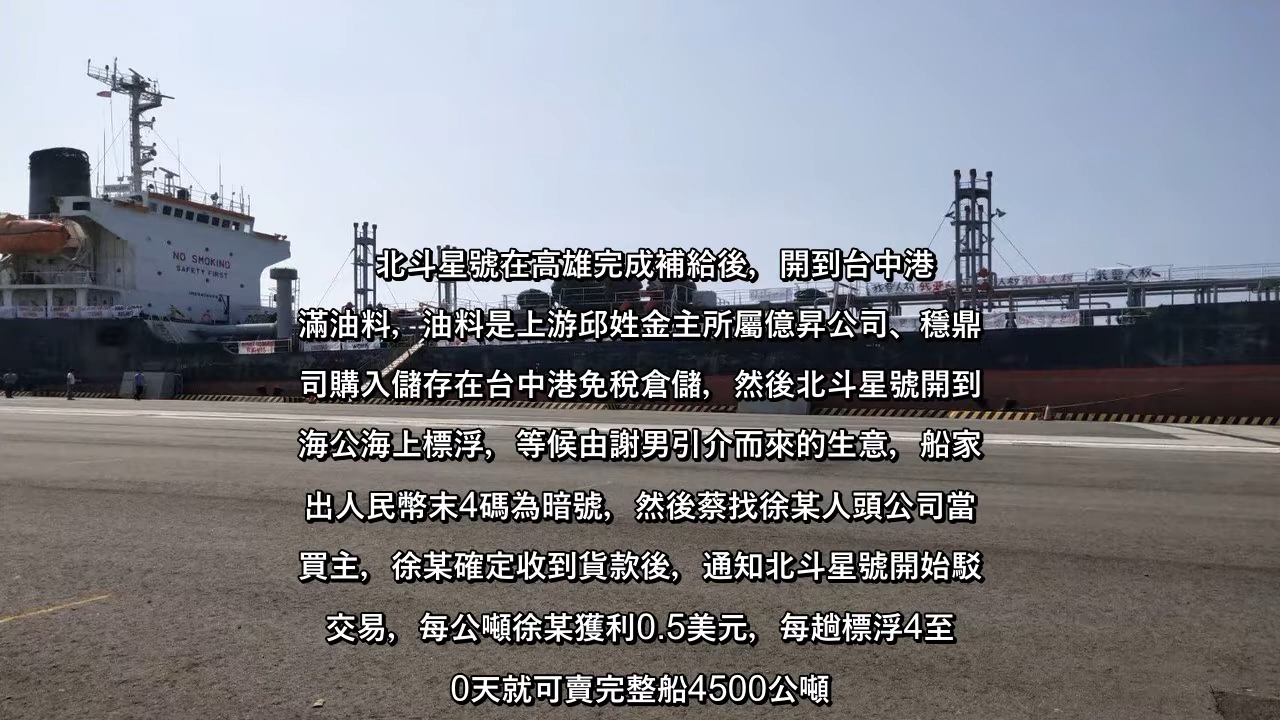 NO SMOKING
SAFETY FIRST
北斗星號在高雄完成補給後，開到台中港
滿油料，油料是上游邱姓金主所屬億昇公司、穩鼎
司購入儲存在台中港免稅倉儲，然後北斗星號開到
海公海上標浮，等候由謝男引介而來的生意，船家
出人民幣末4碼為暗號，然後蔡找徐某人頭公司當
買主，徐某確定收到貨款後，通知北斗星號開始駁
交易，每公噸徐某獲利0.5美元，每趟標浮4至
0天就可賣完整船4500公噸